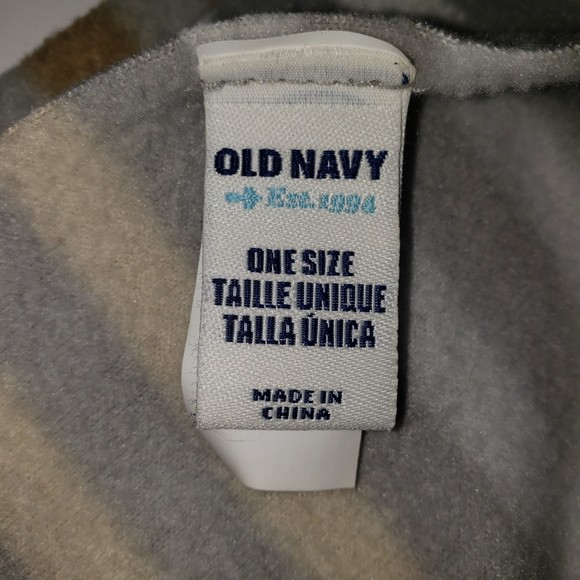 OLD NAVY
Est. 1994
ONE SIZE
TAILLE UNIQUE
TALLA ÚNICA
MADE IN
CHINA